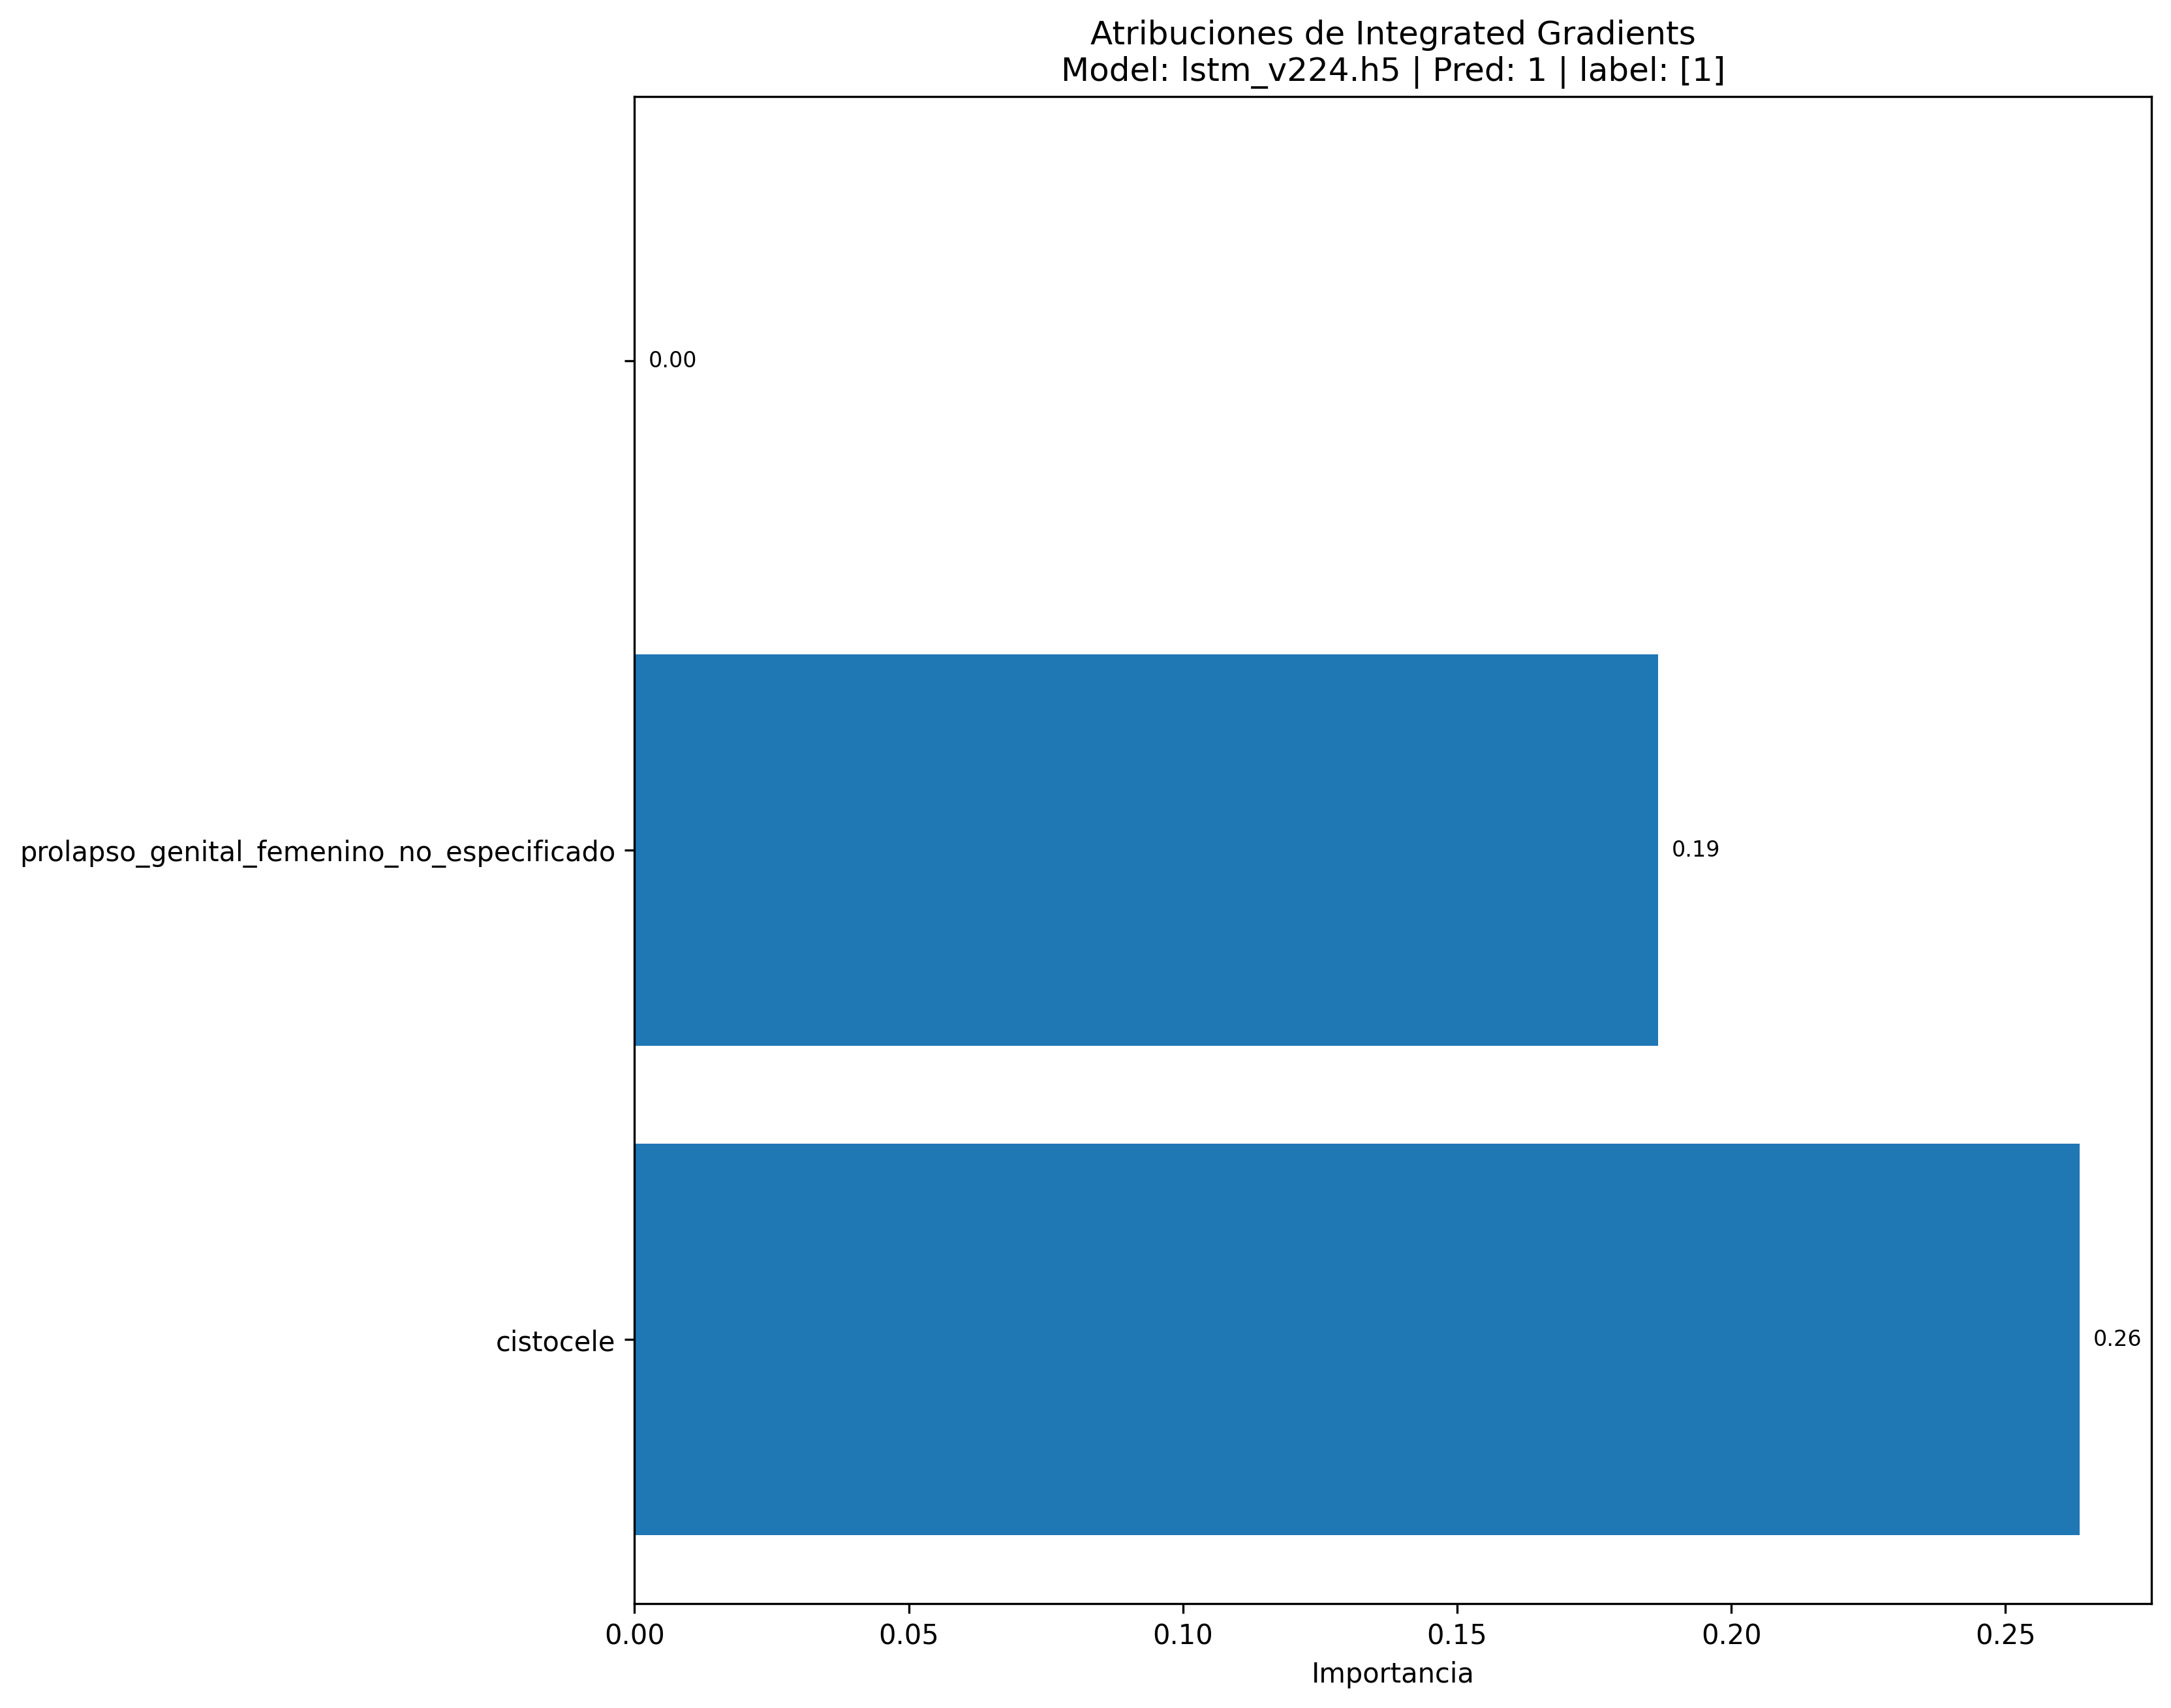 Atribuciones de Integrated Gradients
Model: lstm_v224.h5 | Pred: 1 | label: [1]
0.00
prolapso_genital_femenino_no_especificado
0.19
cistocele
0.26
0.00 0.05 0.10 0.15 0.20 0.25
Importancia